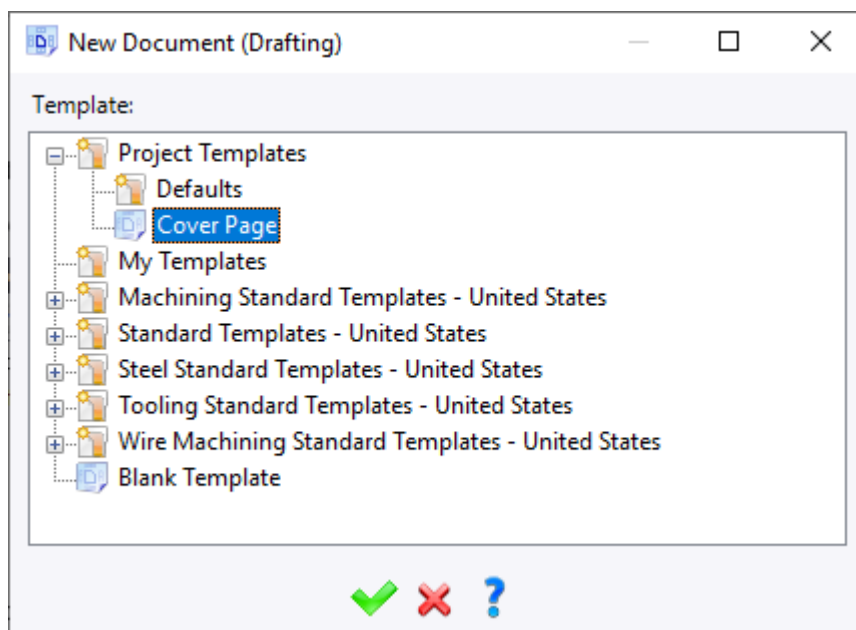 New Document (Drafting)
Template:
Project Templates
Defaults
Cover Page
My Templates
Machining Standard Templates - United States
Standard Templates - United States
Steel Standard Templates - United States
Tooling Standard Templates - United States
Wire Machining Standard Templates - United States
Blank Template